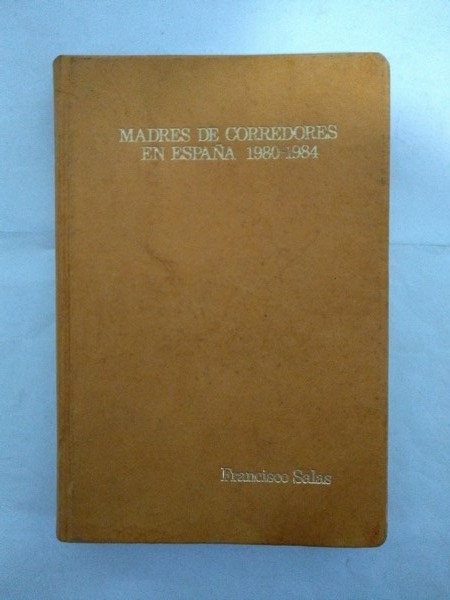 MADRES DE CORREDORES
EN ESPAÑA 1980-1984
Francisco Salas